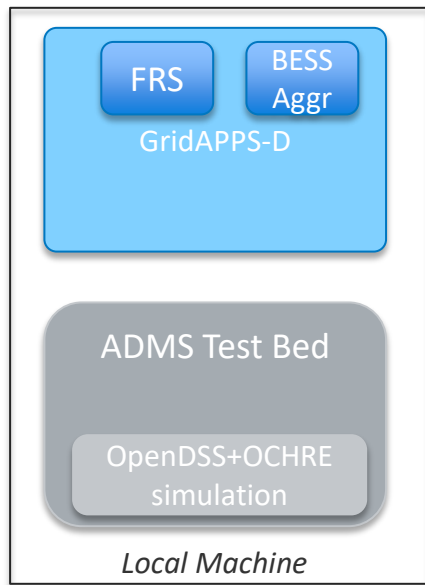 FRS
BESS
Aggr
GridAPPS-D
ADMS Test Bed
OpenDSS+OCHRE
simulation
Local Machine